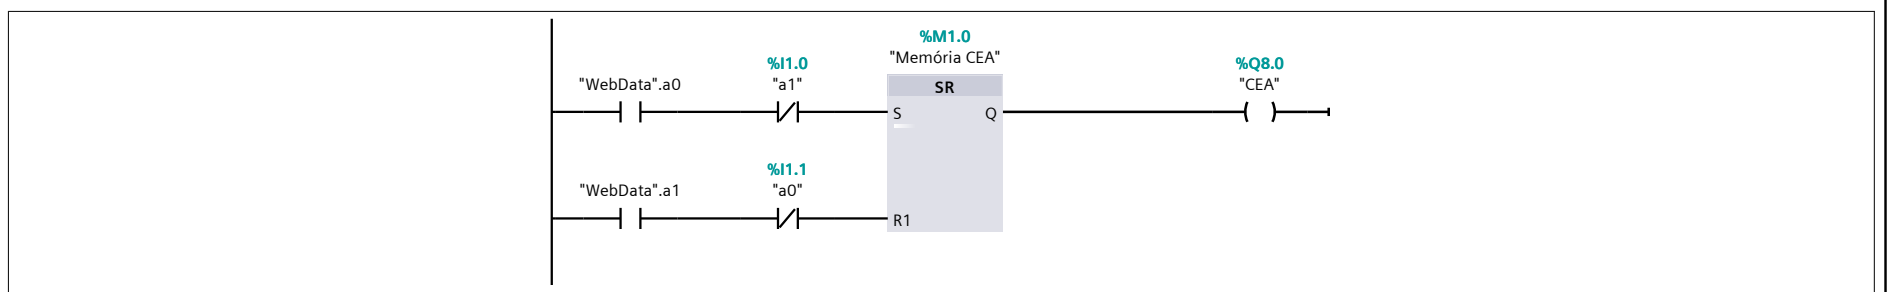 %M1.0
"Memória CEA"
%I1.0
"a1"
%Q8.0
"CEA"
"WebData".a0
SR
S
Q
%I1.1
"a0"
"WebData".a1
R1